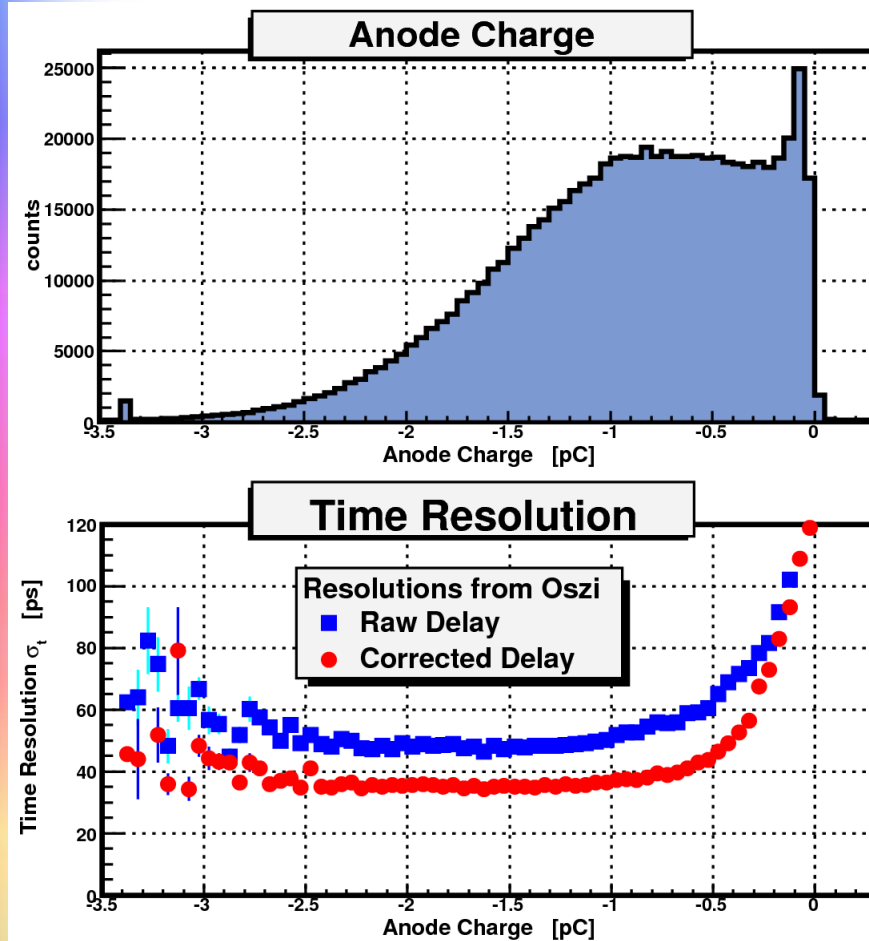 Anode Charge
25000
20000
15000
10000
5000
0
counts
-3.5 -3 -2.5 -2 -1.5 -1 -0.5 0
Anode Charge [pC]
Time Resolution
120
100
80
60
40
20
0
Time Resolution σt [ps]
Resolutions from Oszi
Raw Delay
Corrected Delay
-3.5 -3 -2.5 -2 -1.5 -1 -0.5 0
Anode Charge [pC]